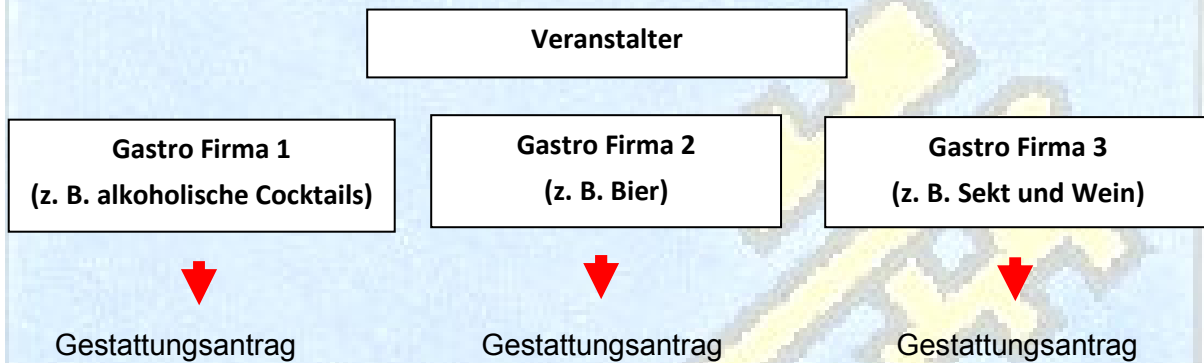 Veranstalter
Gastro Firma 1
(z. B. alkoholische Cocktails)
Gastro Firma 2
(z. B. Bier)
Gastro Firma 3
(z. B. Sekt und Wein)
Gestattungsantrag
Gestattungsantrag
Gestattungsantrag